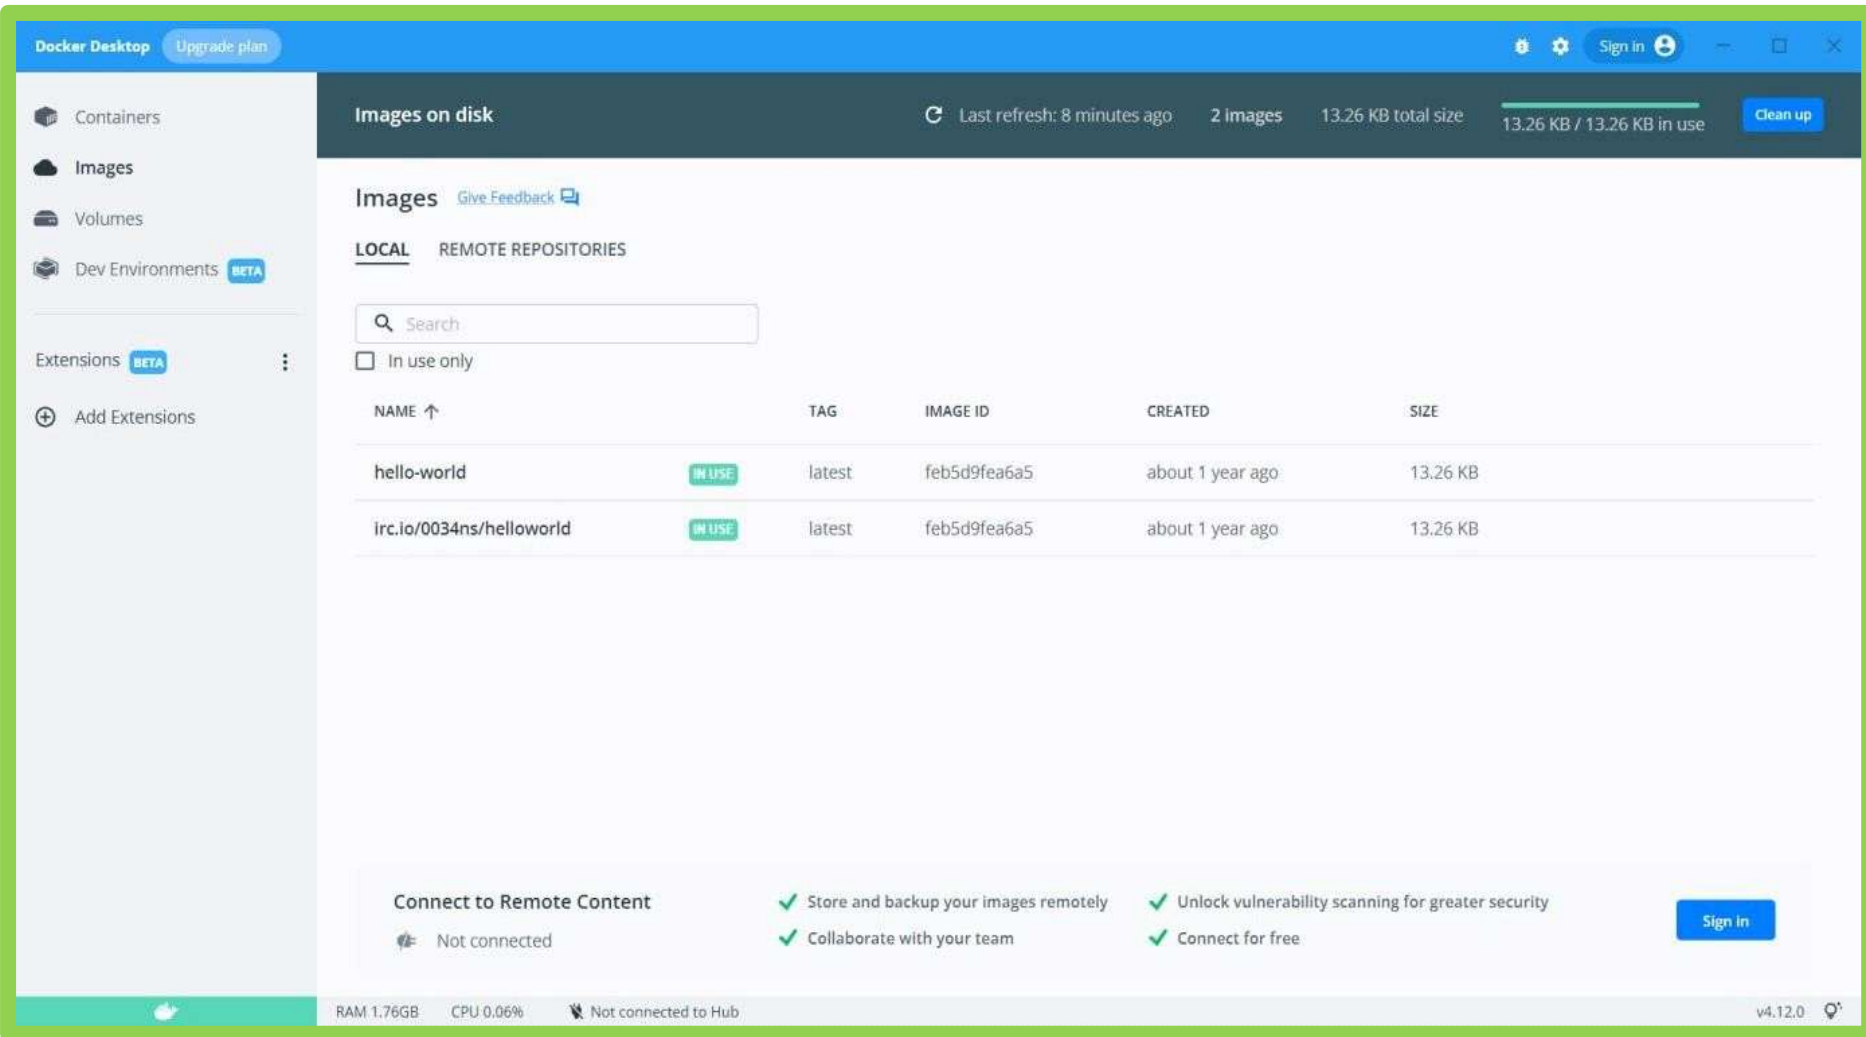 Docker Desktop Upgrade plan Sign in
Containers
Images
Volumes
Dev Environments BETA
Extensions BETA
Add Extensions
Images on disk Last refresh: 8 minutes ago 2 images 13.26 KB total size 13.26 KB / 13.26 KB in use Clean up
Images Give Feedback
LOCAL REMOTE REPOSITORIES
Search
In use only
NAME TAG IMAGE ID CREATED SIZE
hello-world IN USE latest feb5d9fea6a5 about 1 year ago 13.26 KB
irc.io/0034ns/helloworld IN USE latest feb5d9fea6a5 about 1 year ago 13.26 KB
Connect to Remote Content
Not connected
Store and backup your images remotely
Collaborate with your team
Unlock vulnerability scanning for greater security
Connect for free
Sign in
RAM 1.76GB CPU 0.06% Not connected to Hub v4.12.0